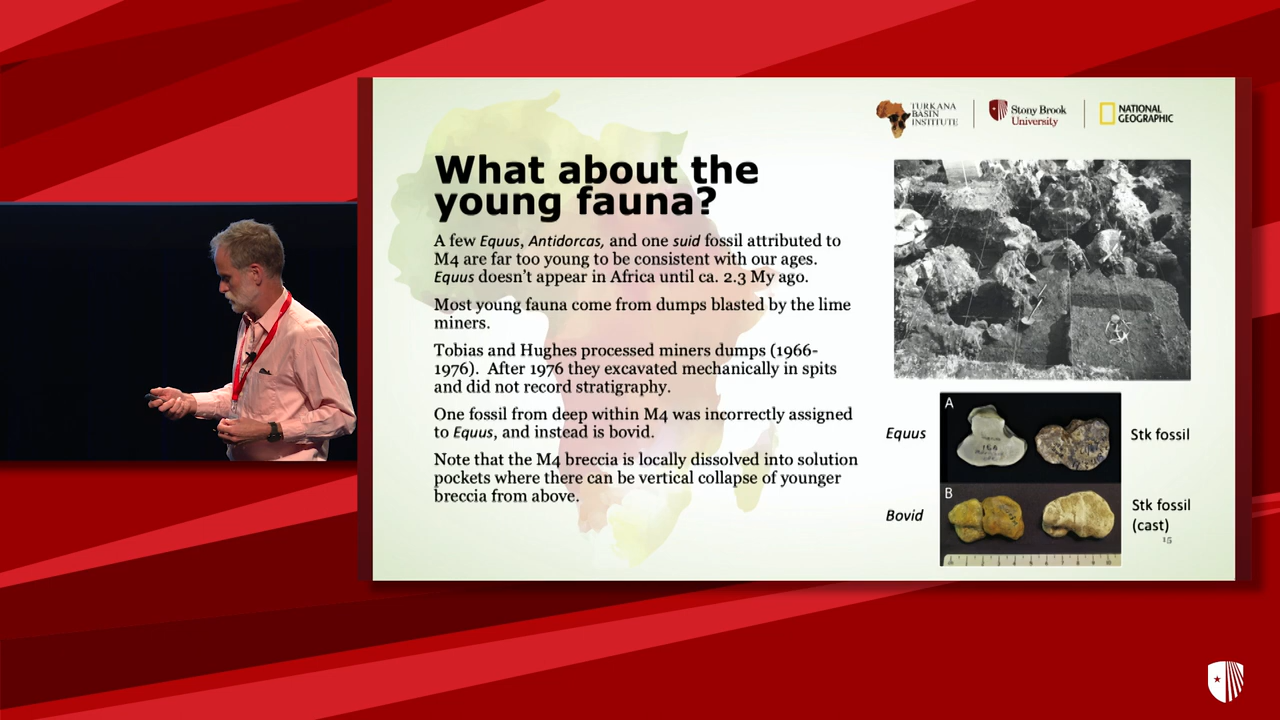 TURKANA
BASIN
INSTITUTE
Stony Brook
University
NATIONAL
GEOGRAPHIC
What about the
young fauna?
A few Equus, Antidorcas, and one suid fossil attributed to
M4 are far too young to be consistent with our ages.
Equus doesn't appear in Africa until ca. 2.3 My ago.
Most young fauna come from dumps blasted by the lime
miners.
Tobias and Hughes processed miners dumps (1966-
1976). After 1976 they excavated mechanically in spits
and did not record stratigraphy.
One fossil from deep within M4 was incorrectly assigned
to Equus, and instead is bovid.
Note that the M4 breccia is locally dissolved into solution
pockets where there can be vertical collapse of younger
breccia from above.
A
Equus
Stk fossil
B
Bovid
Stk fossil
(cast)
15